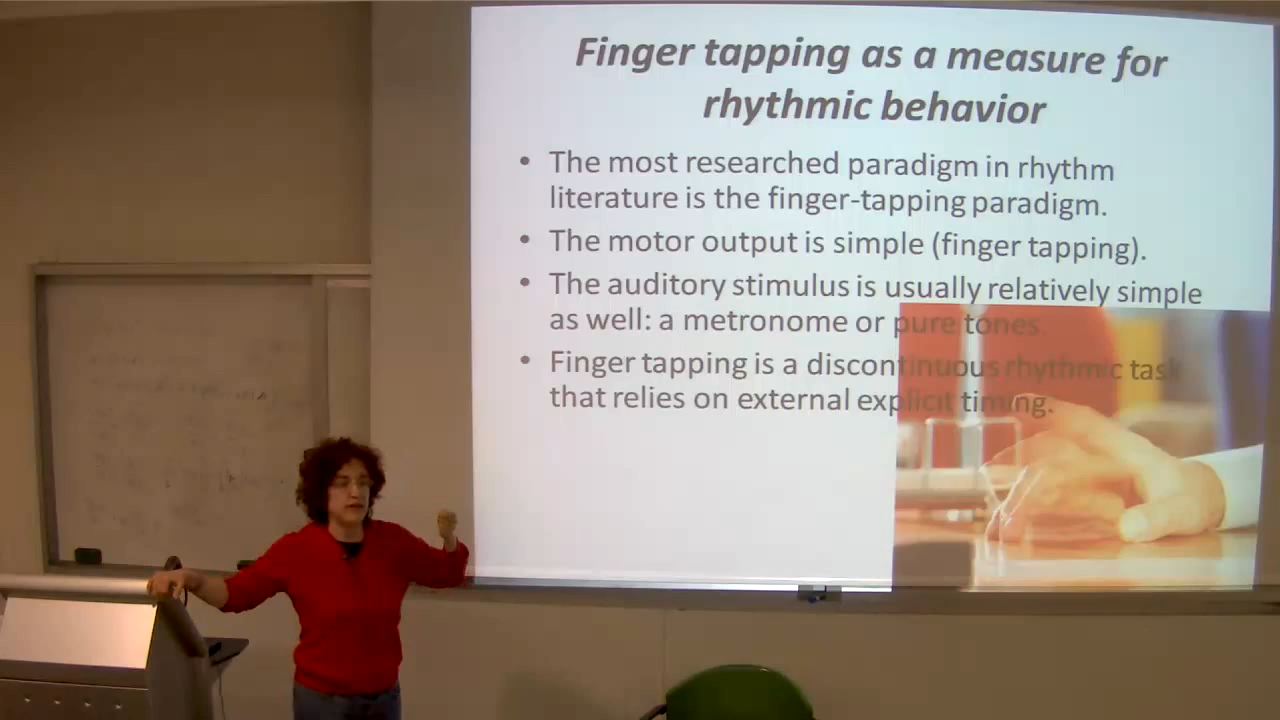 Finger tapping as a measure for
rhythmic behavior
• The most researched paradigm in rhythm
literature is the finger-tapping paradigm.
• The motor output is simple (finger tapping).
• The auditory stimulus is usually relatively simple
as well: a metronome or pure tones.
• Finger tapping is a discontinuous rhythmic task
that relies on external explicit timing.